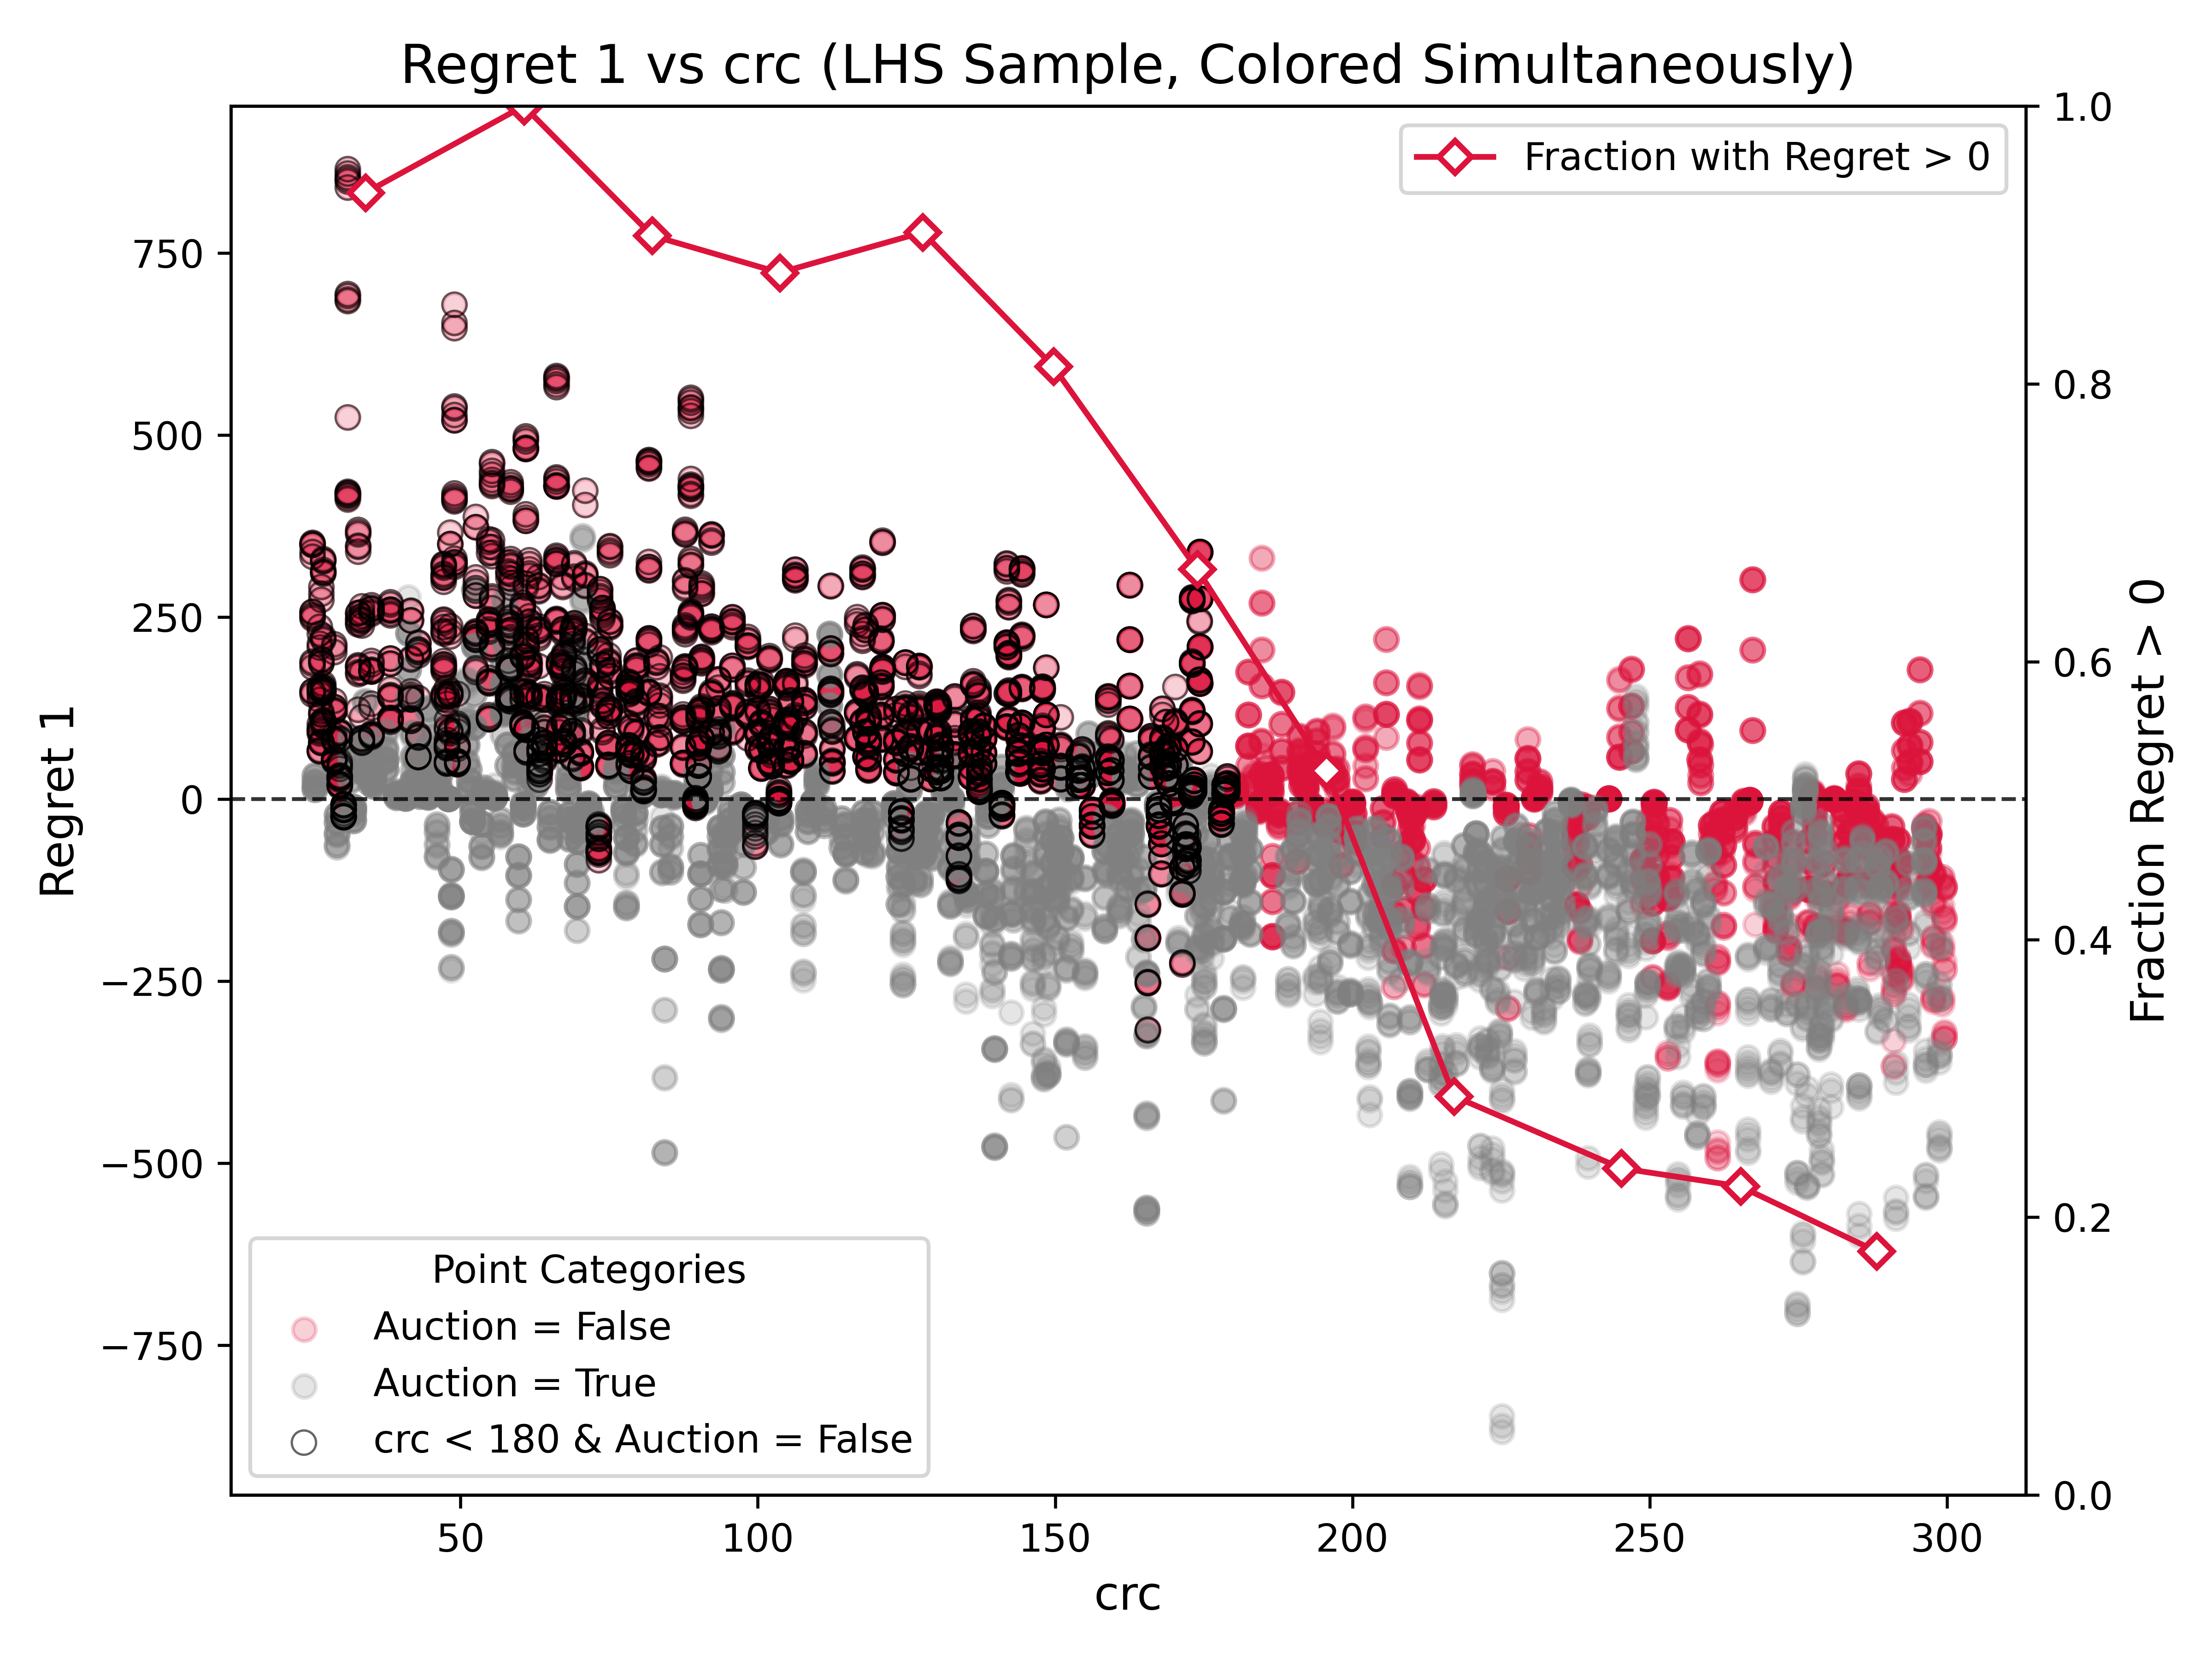 Regret 1 vs crc (LHS Sample, Colored Simultaneously)
Fraction with Regret > 0
Regret 1
750
500
250
0
−250
−500
−750
1.0
0.8
0.6
0.4
0.2
0.0
Fraction Regret > 0
Point Categories
Auction = False
Auction = True
crc < 180 & Auction = False
50
100
150
200
250
300
crc